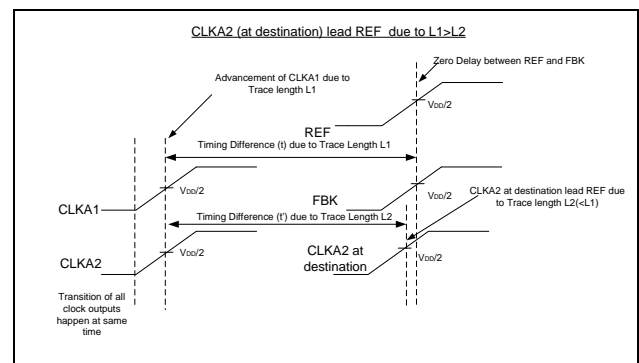 CLKA2 (at destination) lead REF due to L1>L2
Zero Delay between REF and FBK
Advancement of CLKA1 due to
Trace length L1
VDD/2
REF
Timing Difference (t) due to Trace Length L1
CLKA2 at destination lead REF due
to Trace length L2(<L1)
VDD/2
VDD/2
CLKA1
FBK
Timing Difference (t') due to Trace Length L2
CLKA2
VDD/2
CLKA2 at
destination
VDD/2
Transition of all
clock outputs
happen at same
time